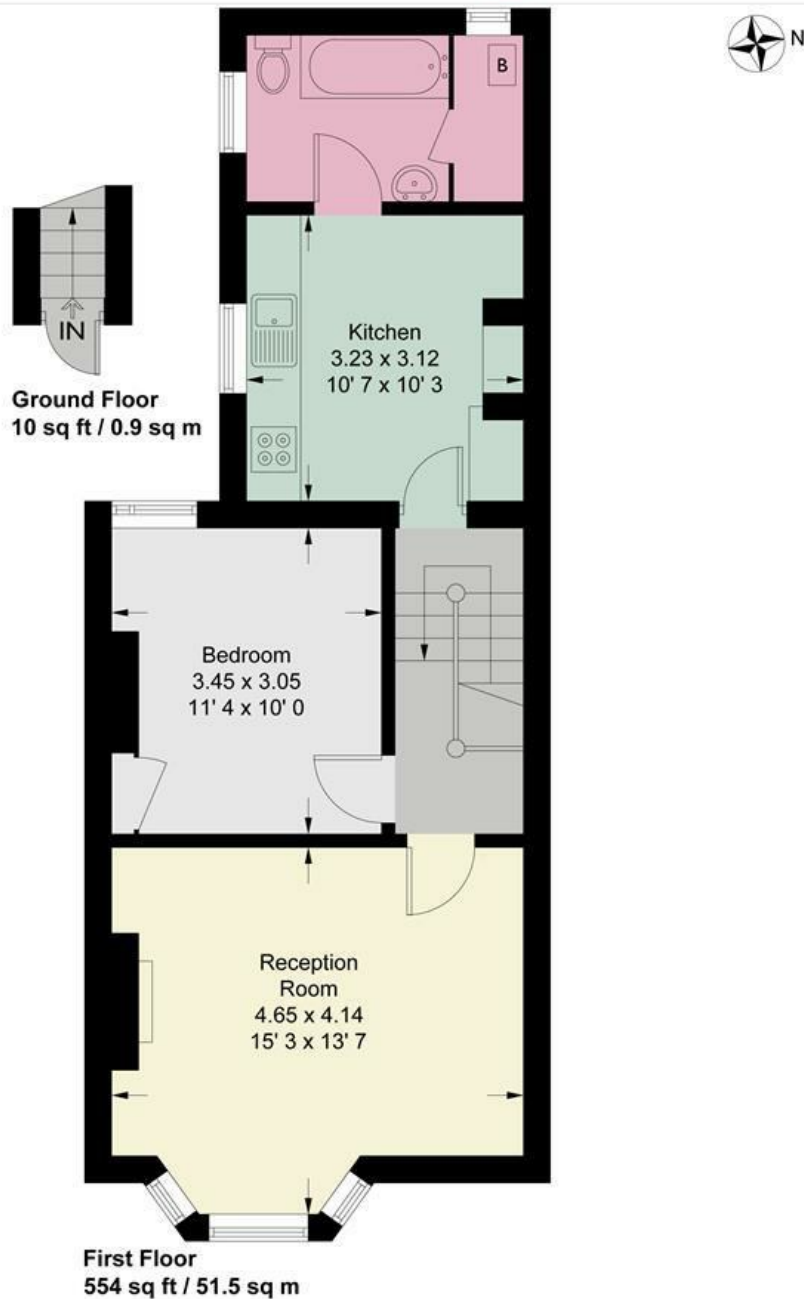 N
B
Kitchen
3.23 x 3.12
10' 7 x 10' 3
IN
Ground Floor
10 sq ft / 0.9 sq m
Bedroom
3.45 x 3.05
11' 4 x 10' 0
Reception
Room
4.65 x 4.14
15' 3 x 13' 7
First Floor
554 sq ft / 51.5 sq m